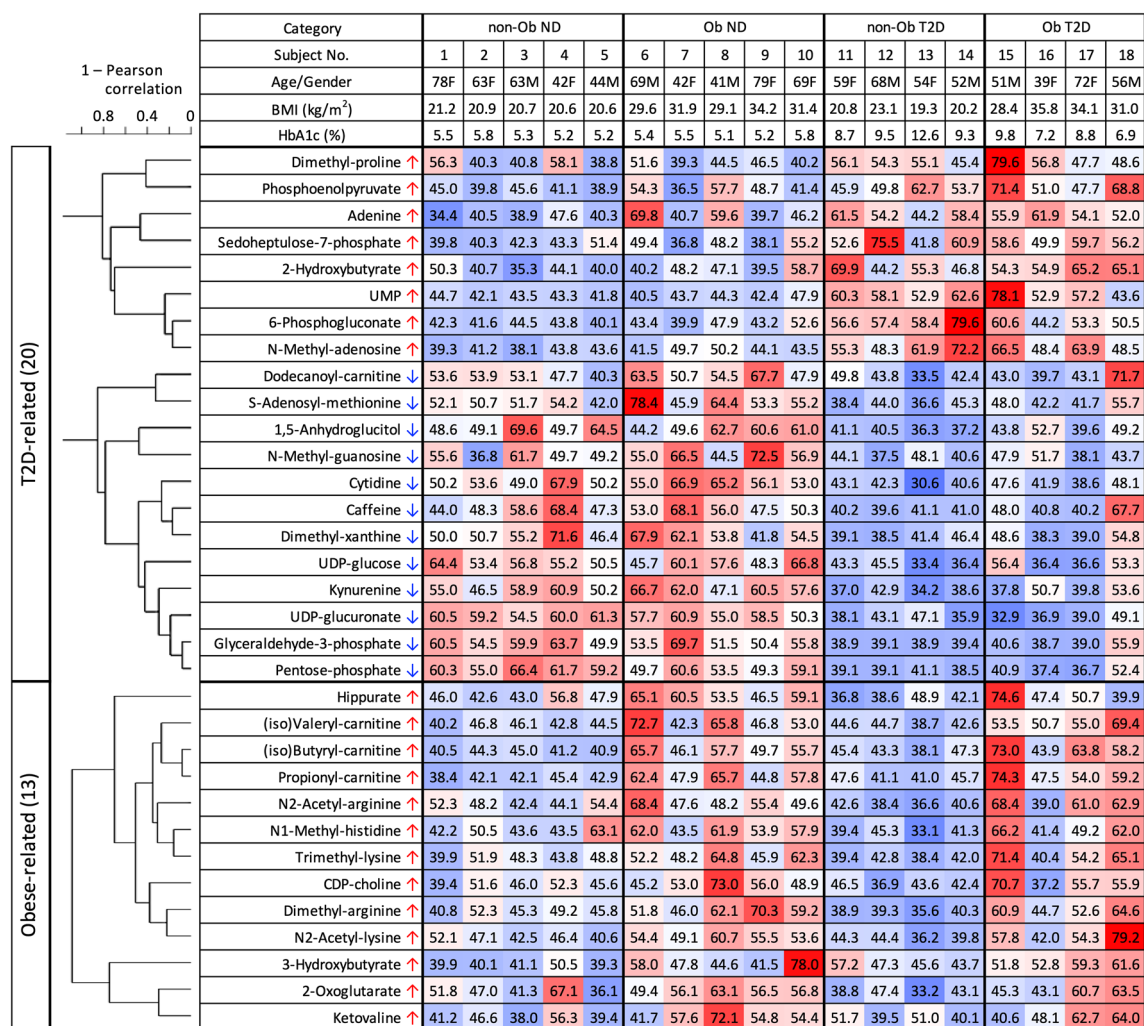 Category non-Ob ND Ob ND non-Ob T2D Ob T2D
Subject No. 1 2 3 4 5 6 7 8 9 10 11 12 13 14 15 16 17 18
1 – Pearson
correlation
Age/Gender 78F 63F 63M 42F 44M 69M 42F 41M 79F 69F 59F 68M 54F 52M 51M 39F 72F 56M
BMI (kg/m²) 21.2 20.9 20.7 20.6 20.6 29.6 31.9 29.1 34.2 31.4 20.8 23.1 19.3 20.2 28.4 35.8 34.1 31.0
0.8 0.4 0
HbA1c (%) 5.5 5.8 5.3 5.2 5.2 5.4 5.5 5.1 5.2 5.8 8.7 9.5 12.6 9.3 9.8 7.2 8.8 6.9
T2D-related (20)
Dimethyl-proline ↑ 56.3 40.3 40.8 58.1 38.8 51.6 39.3 44.5 46.5 40.2 56.1 54.3 55.1 45.4 79.6 56.8 47.7 48.6
Phosphoenolpyruvate ↑ 45.0 39.8 45.6 41.1 38.9 54.3 36.5 57.7 48.7 41.4 45.9 49.8 62.7 53.7 71.4 51.0 47.7 68.8
Adenine ↑ 34.4 40.5 38.9 47.6 40.3 69.8 40.7 59.6 39.7 46.2 61.5 54.2 44.2 58.4 55.9 61.9 54.1 52.0
Sedoheptulose-7-phosphate ↑ 39.8 40.3 42.3 43.3 51.4 49.4 36.8 48.2 38.1 55.2 52.6 75.5 41.8 60.9 58.6 49.9 59.7 56.2
2-Hydroxybutyrate ↑ 50.3 40.7 35.3 44.1 40.0 40.2 48.2 47.1 39.5 58.7 69.9 44.2 55.3 46.8 54.3 54.9 65.2 65.1
UMP ↑ 44.7 42.1 43.5 43.3 41.8 40.5 43.7 44.3 42.4 47.9 60.3 58.1 52.9 62.6 78.1 52.9 57.2 43.6
6-Phosphogluconate ↑ 42.3 41.6 44.5 43.8 40.1 43.4 39.9 47.9 43.2 52.6 56.6 57.4 58.4 79.6 60.6 44.2 53.3 50.5
N-Methyl-adenosine ↑ 39.3 41.2 38.1 43.8 43.6 41.5 49.7 50.2 44.1 43.5 55.3 48.3 61.9 72.2 66.5 48.4 63.9 48.5
Dodecanoyl-carnitine ↓ 53.6 53.9 53.1 47.7 40.3 63.5 50.7 54.5 67.7 47.9 49.8 43.8 33.5 42.4 43.0 39.7 43.1 71.7
S-Adenosyl-methionine ↓ 52.1 50.7 51.7 54.2 42.0 78.4 45.9 64.4 53.3 55.2 38.4 44.0 36.6 45.3 48.0 42.2 41.7 55.7
1,5-Anhydroglucitol ↓ 48.6 49.1 69.6 49.7 64.5 44.2 49.6 62.7 60.6 61.0 41.1 40.5 36.3 37.2 43.8 52.7 39.6 49.2
N-Methyl-guanosine ↓ 55.6 36.8 61.7 49.7 49.2 55.0 66.5 44.5 72.5 56.9 44.1 37.5 48.1 40.6 47.9 51.7 38.1 43.7
Cytidine ↓ 50.2 53.6 49.0 67.9 50.2 55.0 66.9 65.2 56.1 53.0 43.1 42.3 30.6 40.6 47.6 41.9 38.6 48.1
Caffeine ↓ 44.0 48.3 58.6 68.4 47.3 53.0 68.1 56.0 47.5 50.3 40.2 39.6 41.1 41.0 48.0 40.8 40.2 67.7
Dimethyl-xanthine ↓ 50.0 50.7 55.2 71.6 46.4 67.9 62.1 53.8 41.8 54.5 39.1 38.5 41.4 46.4 48.6 38.3 39.0 54.8
UDP-glucose ↓ 64.4 53.4 56.8 55.2 50.5 45.7 60.1 57.6 48.3 66.8 43.3 45.5 33.4 36.4 56.4 36.4 36.6 53.3
Kynurenine ↓ 55.0 46.5 58.9 60.9 50.2 66.7 62.0 47.1 60.5 57.6 37.0 42.9 34.2 38.6 37.8 50.7 39.8 53.6
UDP-glucuronate ↓ 60.5 59.2 54.5 60.0 61.3 57.7 60.9 55.0 58.5 50.3 38.1 43.1 47.1 35.9 32.9 36.9 39.0 49.1
Glyceraldehyde-3-phosphate ↓ 60.5 54.5 59.9 63.7 49.9 53.5 69.7 51.5 50.4 55.8 38.9 39.1 38.9 39.4 40.6 38.7 39.0 55.9
Pentose-phosphate ↓ 60.3 55.0 66.4 61.7 59.2 49.7 60.6 53.5 49.3 59.1 39.1 39.1 41.1 38.5 40.9 37.4 36.7 52.4
Obese-related (13)
Hippurate ↑ 46.0 42.6 43.0 56.8 47.9 65.1 60.5 53.5 46.5 59.1 36.8 38.6 48.9 42.1 74.6 47.4 50.7 39.9
(iso)Valeryl-carnitine ↑ 40.2 46.8 46.1 42.8 44.5 72.7 42.3 65.8 46.8 53.0 44.6 44.7 38.7 42.6 53.5 50.7 55.0 69.4
(iso)Butyryl-carnitine ↑ 40.5 44.3 45.0 41.2 40.9 65.7 46.1 57.7 49.7 55.7 45.4 43.3 38.1 47.3 73.0 43.9 63.8 58.2
Propionyl-carnitine ↑ 38.4 42.1 42.1 45.4 42.9 62.4 47.9 65.7 44.8 57.8 47.6 41.1 41.0 45.7 74.3 47.5 54.0 59.2
N2-Acetyl-arginine ↑ 52.3 48.2 42.4 44.1 54.4 68.4 47.6 48.2 55.4 49.6 42.6 38.4 36.6 40.6 68.4 39.0 61.0 62.9
N1-Methyl-histidine ↑ 42.2 50.5 43.6 43.5 63.1 62.0 43.5 61.9 53.9 57.9 39.4 45.3 33.1 41.3 66.2 41.4 49.2 62.0
Trimethyl-lysine ↑ 39.9 51.9 48.3 43.8 48.8 52.2 48.2 64.8 45.9 62.3 39.4 42.8 38.4 42.0 71.4 40.4 54.2 65.1
CDP-choline ↑ 39.4 51.6 46.0 52.3 45.6 45.2 53.0 73.0 56.0 48.9 46.5 36.9 43.6 42.4 70.7 37.2 55.7 55.9
Dimethyl-arginine ↑ 40.8 52.3 45.3 49.2 45.8 51.8 46.0 62.1 70.3 59.2 38.9 39.3 35.6 40.3 60.9 44.7 52.6 64.6
N2-Acetyl-lysine ↑ 52.1 47.1 42.5 46.4 40.6 54.4 49.1 60.7 55.5 53.6 44.3 44.4 36.2 39.8 57.8 42.0 54.3 79.2
3-Hydroxybutyrate ↑ 39.9 40.1 41.1 50.5 39.3 58.0 47.8 44.6 41.5 78.0 57.2 47.3 45.6 43.7 51.8 52.8 59.3 61.6
2-Oxoglutarate ↑ 51.8 47.0 41.3 67.1 36.1 49.4 56.1 63.1 56.5 56.8 38.8 47.4 33.2 43.1 45.3 43.1 60.7 63.5
Ketovaline ↑ 41.2 46.6 38.0 56.3 39.4 41.7 57.6 72.1 54.8 54.4 51.7 39.5 51.0 40.1 40.6 48.1 62.7 64.0